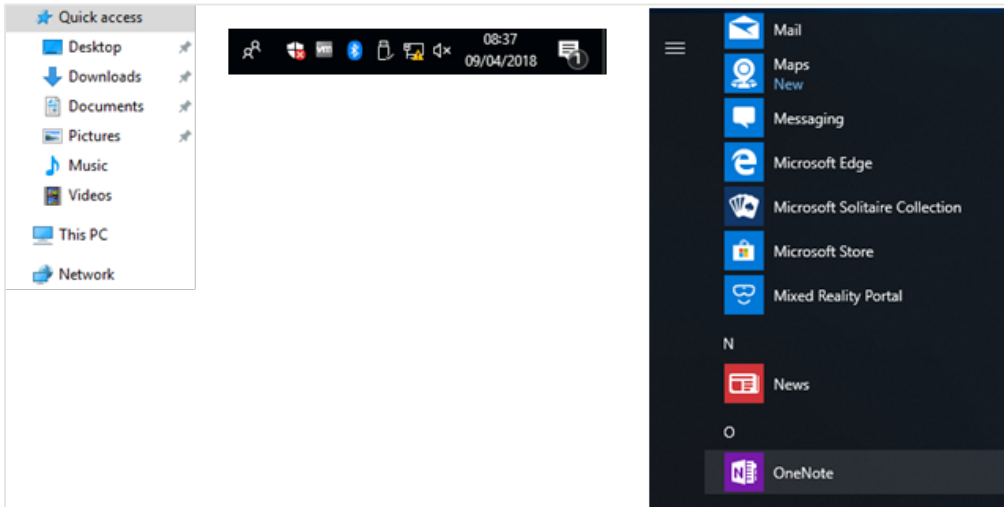 Quick access
Desktop
Downloads
Documents
Pictures
Music
Videos
This PC
Network
vm
08:37
09/04/2018
1
Mail
Maps
New
Messaging
Microsoft Edge
Microsoft Solitaire Collection
Microsoft Store
Mixed Reality Portal
N
News
O
N
OneNote